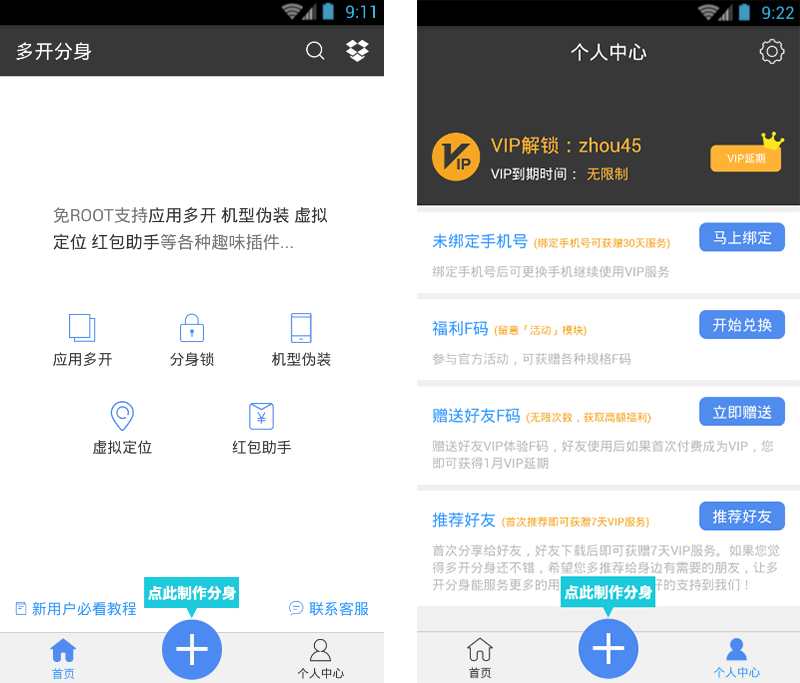 9:11
多开分身
免ROOT支持应用多开 机型伪装 虚拟
定位 红包助手等各种趣味插件...
应用多开
分身锁
机型伪装
虚拟定位
红包助手
点此制作分身
新用户必看教程
联系客服
首页
个人中心
9:22
个人中心
VIP
VIP解锁：zhou45
VIP到期时间： 无限制
VIP延期
未绑定手机号 (绑定手机号可获赠30天服务)
马上绑定
绑定手机号后可更换手机继续使用VIP服务
福利F码 (留意「活动」模块)
开始兑换
参与官方活动，可获赠各种规格F码
赠送好友F码 (无限次数，获取高额福利)
立即赠送
赠送好友VIP体验F码，好友使用后如果首次付费成为VIP，您
即可获得1月VIP延期
推荐好友 (首次推荐即可获赠7天VIP服务)
推荐好友
首次分享给好友，好友下载后即可获赠7天VIP服务。如果您觉
得多开分身还不错，希望您多推荐给身边有需要的朋友，让多
开分身能服务更多的用
好的支持到我们！
点此制作分身
首页
个人中心